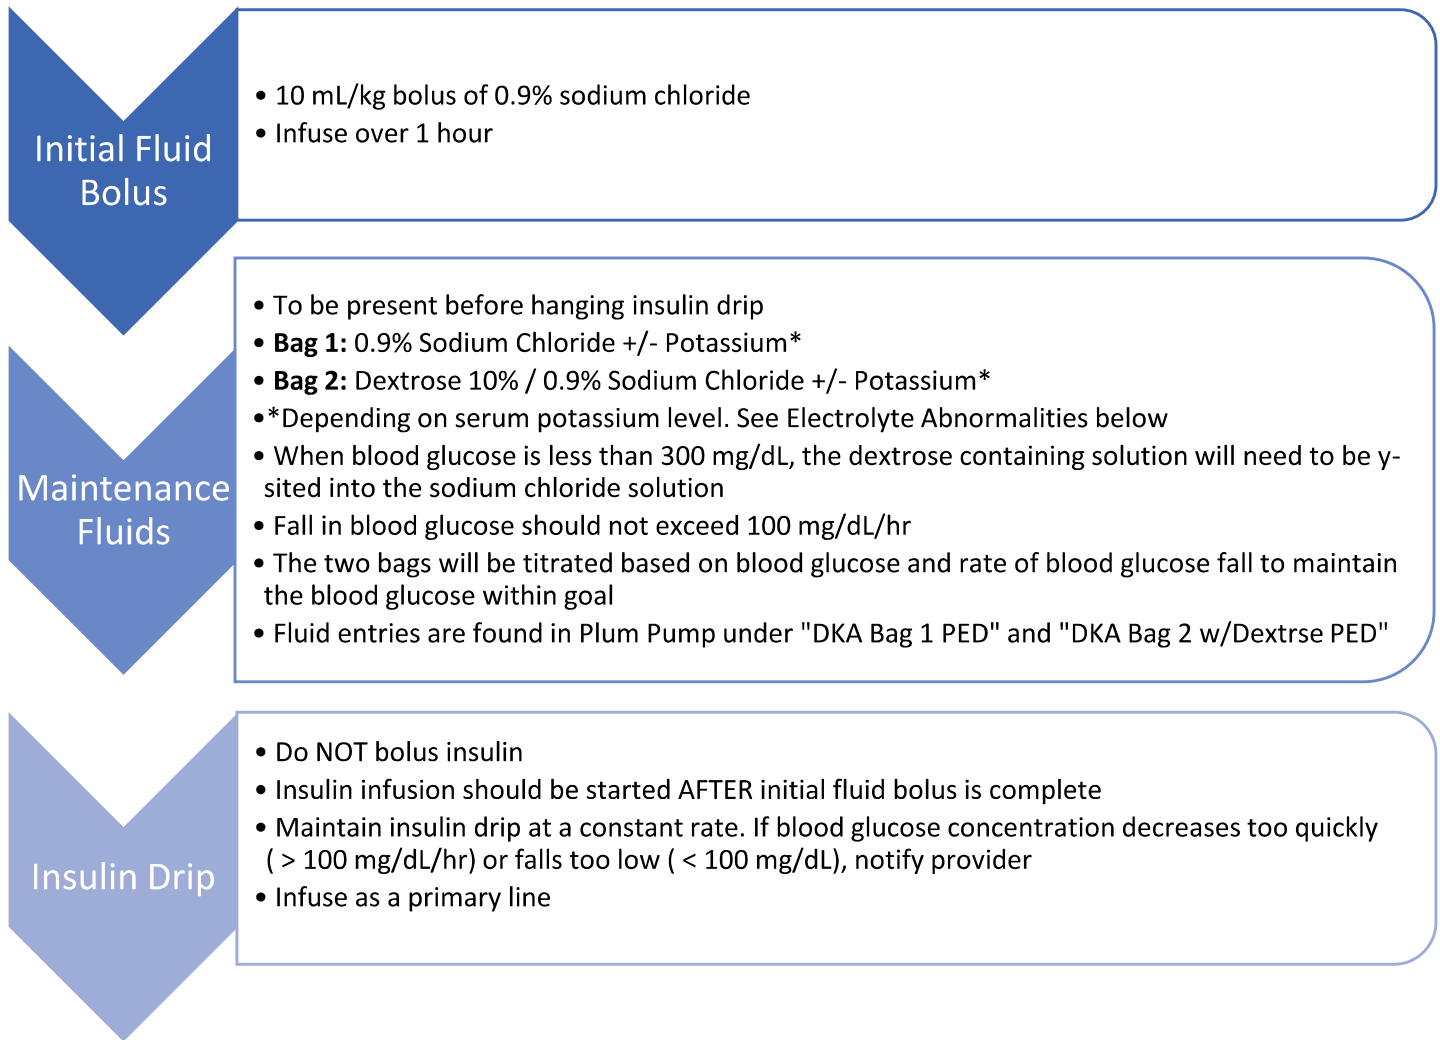 Initial Fluid
Bolus
• 10 mL/kg bolus of 0.9% sodium chloride
• Infuse over 1 hour
Maintenance
Fluids
• To be present before hanging insulin drip
• Bag 1: 0.9% Sodium Chloride +/- Potassium*
• Bag 2: Dextrose 10% / 0.9% Sodium Chloride +/- Potassium*
•*Depending on serum potassium level. See Electrolyte Abnormalities below
• When blood glucose is less than 300 mg/dL, the dextrose containing solution will need to be y-
sited into the sodium chloride solution
• Fall in blood glucose should not exceed 100 mg/dL/hr
• The two bags will be titrated based on blood glucose and rate of blood glucose fall to maintain
the blood glucose within goal
• Fluid entries are found in Plum Pump under "DKA Bag 1 PED" and "DKA Bag 2 w/Dextrse PED"
Insulin Drip
• Do NOT bolus insulin
• Insulin infusion should be started AFTER initial fluid bolus is complete
• Maintain insulin drip at a constant rate. If blood glucose concentration decreases too quickly
( > 100 mg/dL/hr) or falls too low ( < 100 mg/dL), notify provider
• Infuse as a primary line